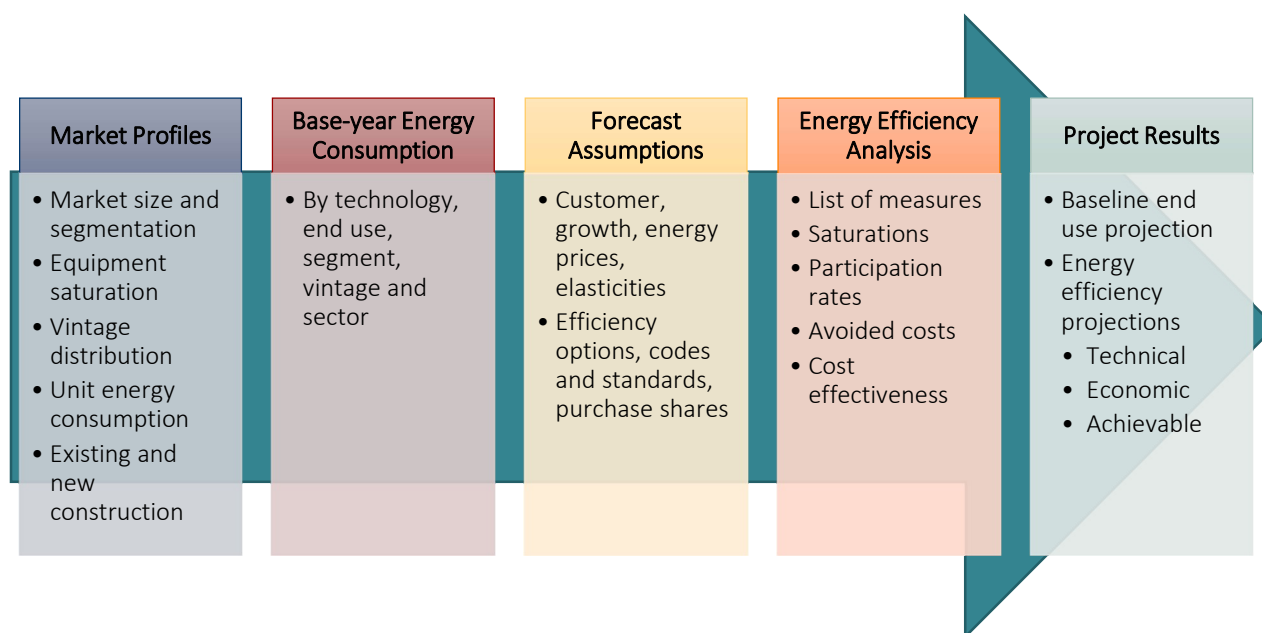 Market Profiles
• Market size and
segmentation
• Equipment
saturation
• Vintage
distribution
• Unit energy
consumption
• Existing and
new
construction
Base-year Energy
Consumption
• By technology,
end use,
segment,
vintage and
sector
Forecast
Assumptions
• Customer,
growth, energy
prices,
elasticities
• Efficiency
options, codes
and standards,
purchase shares
Energy Efficiency
Analysis
• List of measures
• Saturations
• Participation
rates
• Avoided costs
• Cost
effectiveness
Project Results
• Baseline end
use projection
• Energy
efficiency
projections
• Technical
• Economic
• Achievable